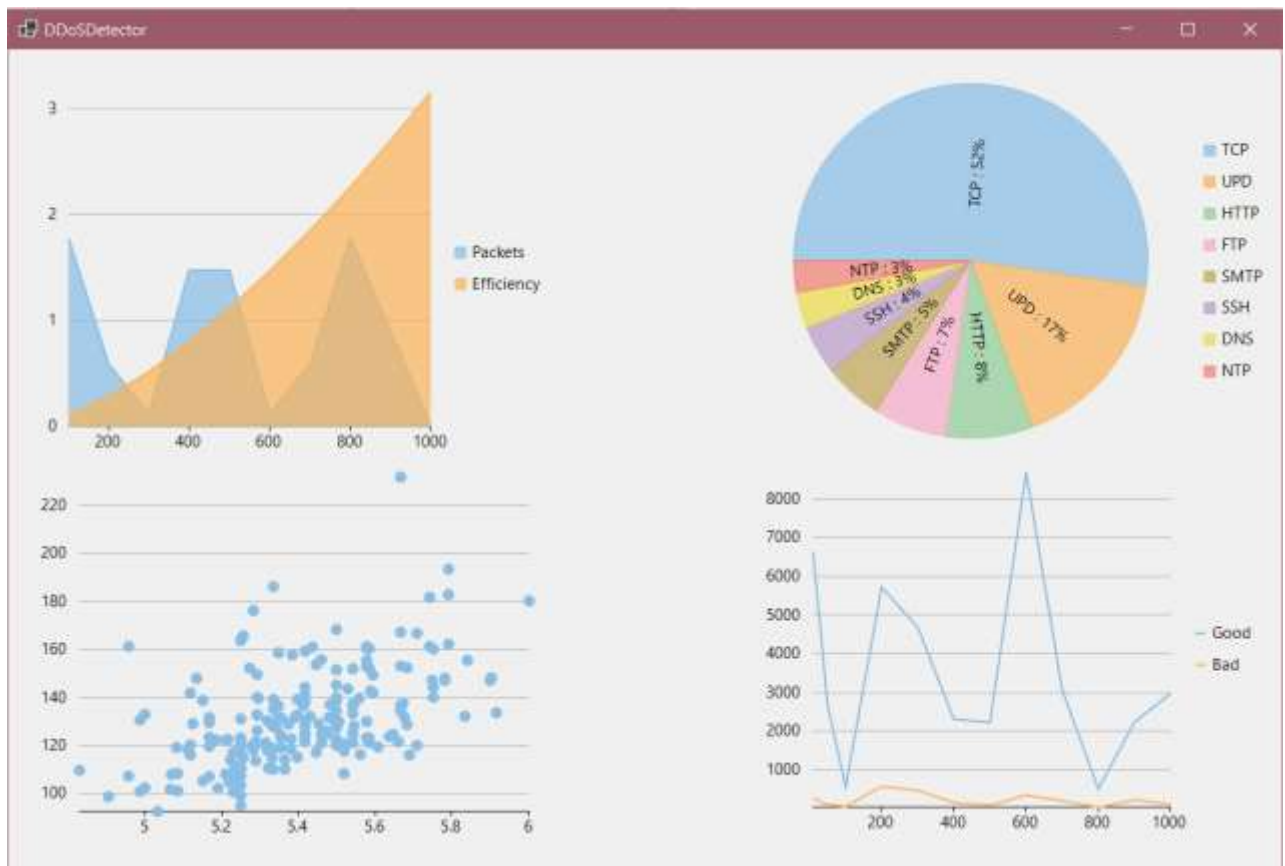 DDoSDetector
3
2
1
0
200
400
600
800
1000
Packets
Efficiency
TCP : 52%
UPD : 17%
HTTP : 8%
FTP : 7%
SMTP : 5%
SSH : 4%
DNS : 3%
NTP : 3%
TCP
UPD
HTTP
FTP
SMTP
SSH
DNS
NTP
220
200
180
160
140
120
100
5
5.2
5.4
5.6
5.8
6
8000
7000
6000
5000
4000
3000
2000
1000
200
400
600
800
1000
Good
Bad